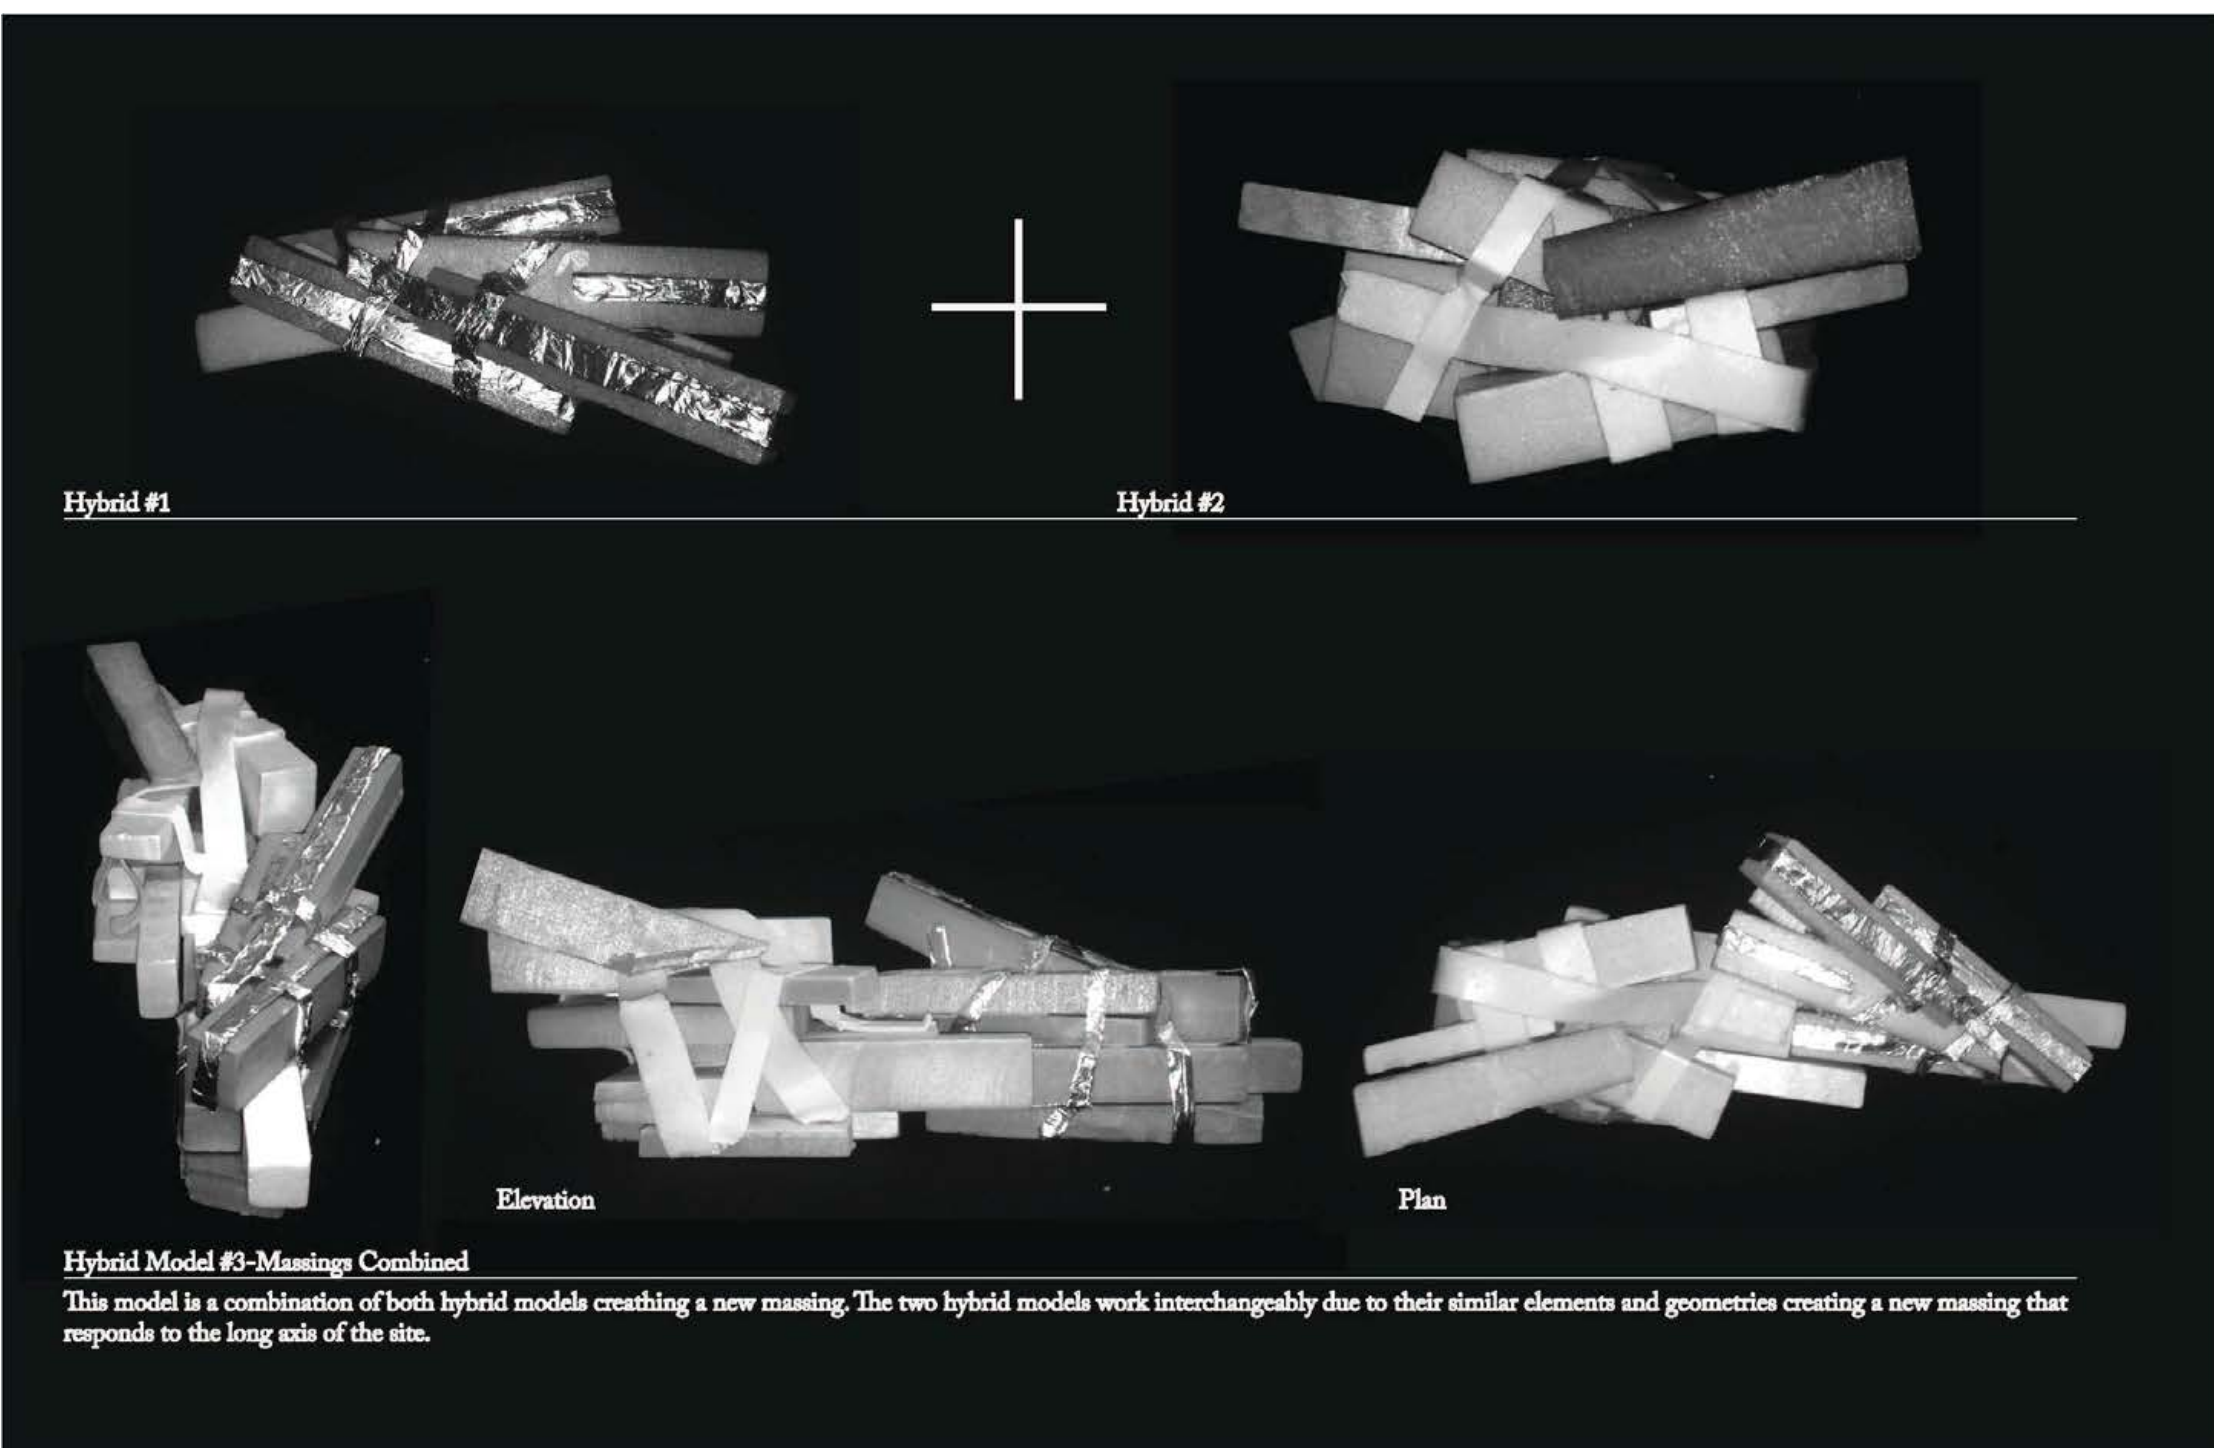 Hybrid #1
Hybrid #2
Elevation
Plan
Hybrid Model #3-Massings Combined
This model is a combination of both hybrid models creathing a new massing. The two hybrid models work interchangeably due to their similar elements and geometries creating a new massing that
responds to the long axis of the site.